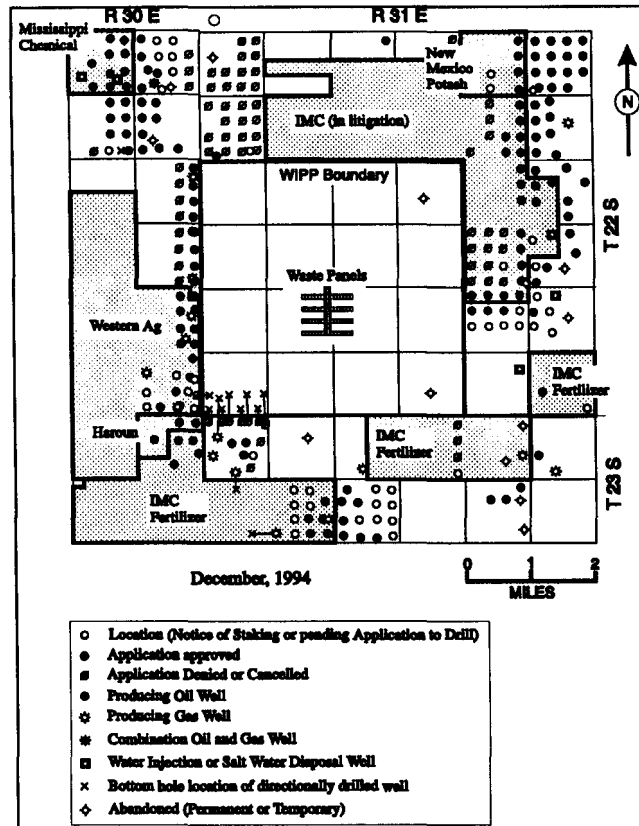 R 30 E
R 31 E
Mississippi
Chemical
New
Mexico
Potash
N
IMC (in litigation)
WIPP Boundary
T 22 S
Waste Panels
Western Ag
IMC
Fertilizer
Haroun
IMC
Fertilizer
T 23 S
IMC
Fertilizer
December, 1994
0 1 2
MILES
Location (Notice of Staking or pending Application to Drill)
Application approved
Application Denied or Cancelled
Producing Oil Well
Producing Gas Well
Combination Oil and Gas Well
Water Injection or Salt Water Disposal Well
Bottom hole location of directionally drilled well
Abandoned (Permanent or Temporary)